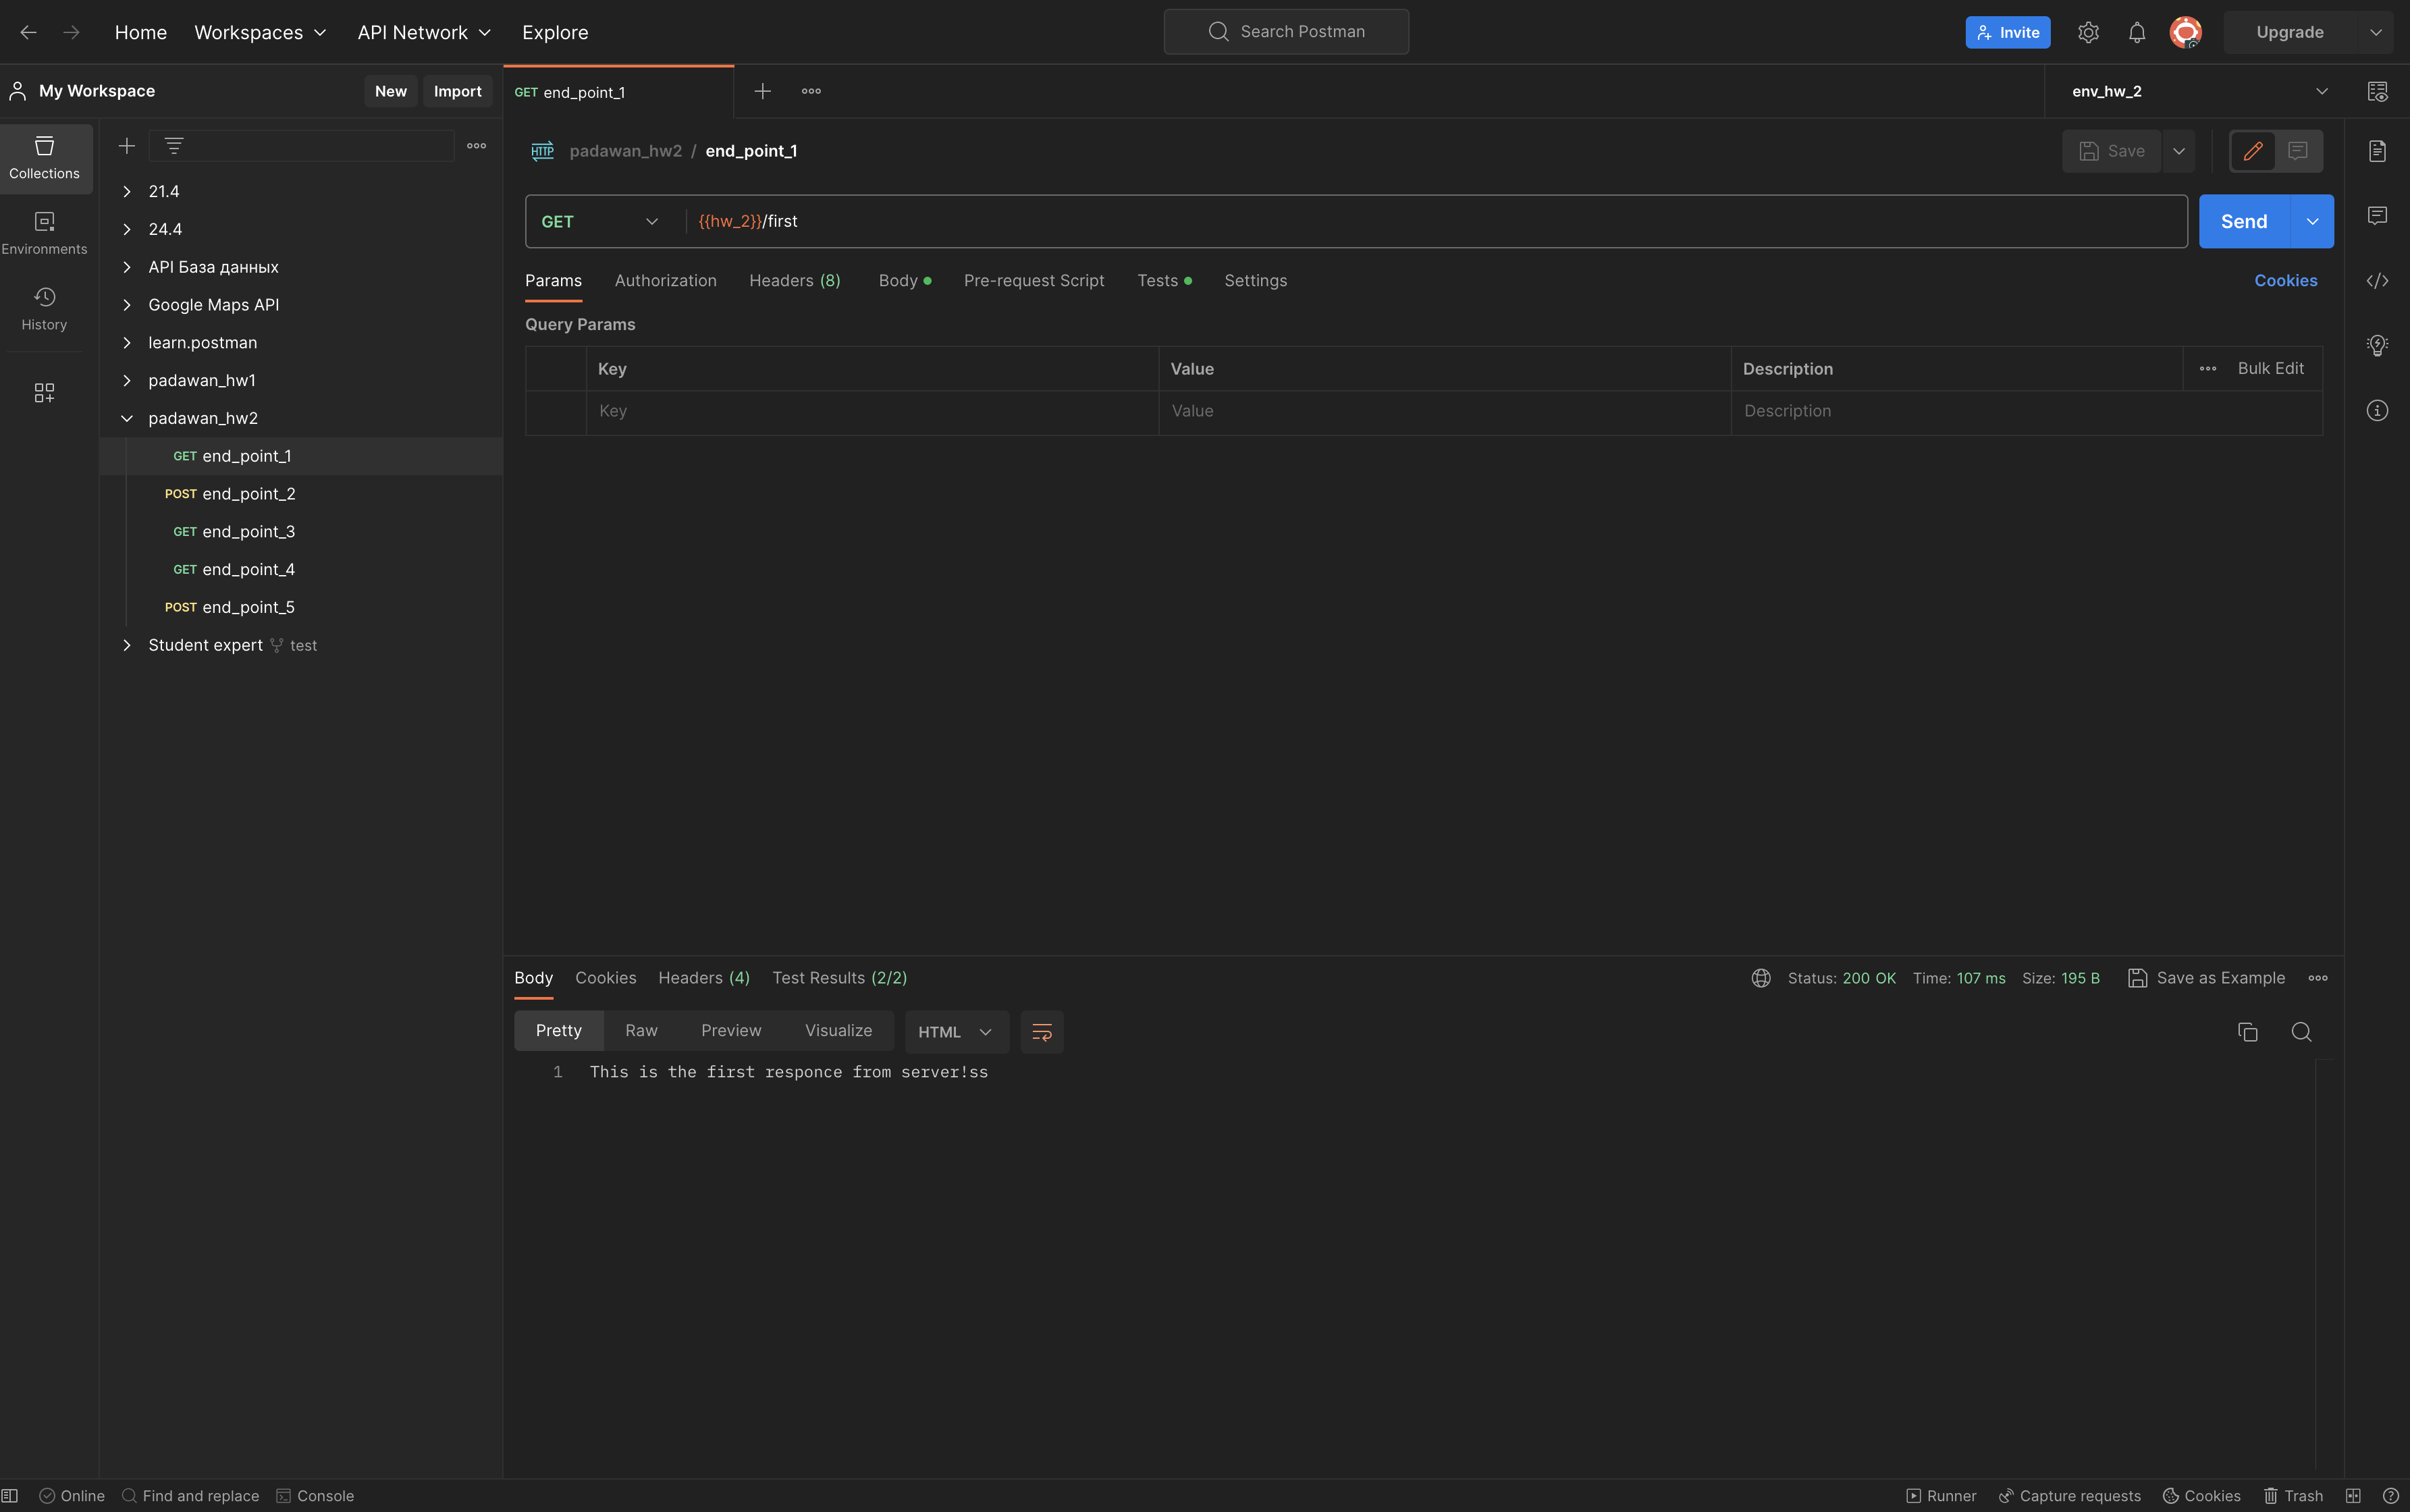 Home Workspaces API Network Explore Search Postman Invite Upgrade
My Workspace New Import GET end_point_1 env_hw_2
Collections
Environments
History
21.4
24.4
API База данных
Google Maps API
learn.postman
padawan_hw1
padawan_hw2
GET end_point_1
POST end_point_2
GET end_point_3
GET end_point_4
POST end_point_5
Student expert test
HTTP padawan_hw2 / end_point_1 Save
GET {{hw_2}}/first Send
Params Authorization Headers (8) Body Pre-request Script Tests Settings Cookies
Query Params
Key Value Description Bulk Edit
Key Value Description
Body Cookies Headers (4) Test Results (2/2) Status: 200 OK Time: 107 ms Size: 195 B Save as Example
Pretty Raw Preview Visualize HTML
1 This is the first responce from server!ss
Online Find and replace Console Runner Capture requests Cookies Trash